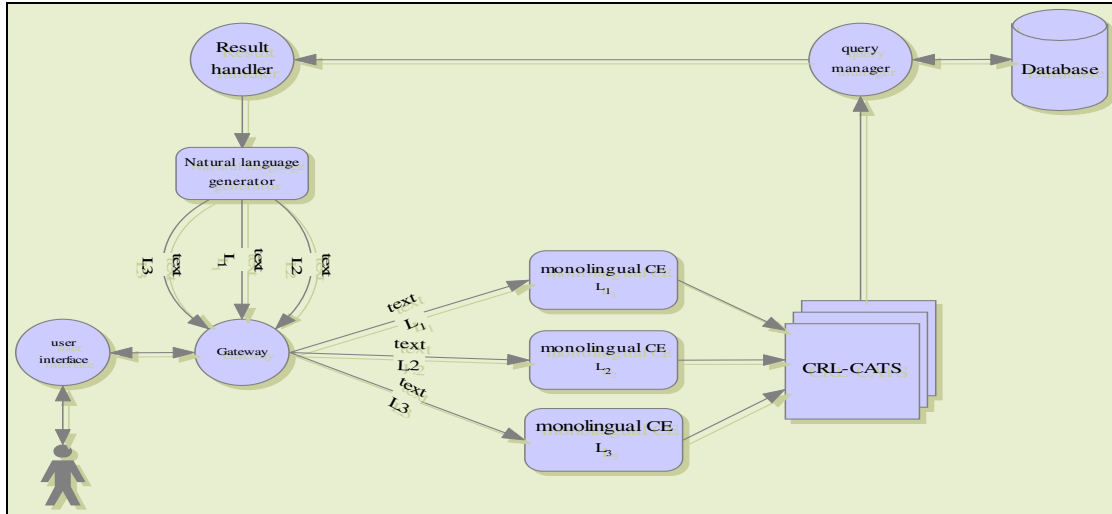 Result
handler
query
manager
Database
Natural language
generator
text
L3
text
L1
text
L2
monolingual CE
L1
text
L1
user
interface
Gateway
text
L2
monolingual CE
L2
CRL-CATS
text
L3
monolingual CE
L3